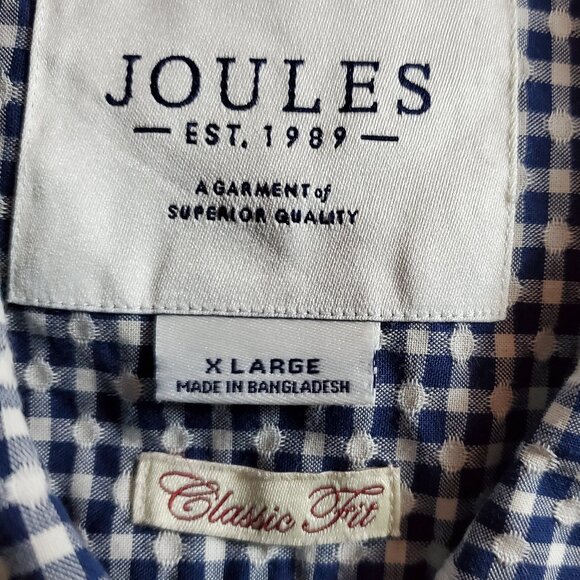 JOULES
— EST. 1989 —
A GARMENT of
SUPERIOR QUALITY
X LARGE
MADE IN BANGLADESH
Classic Fit